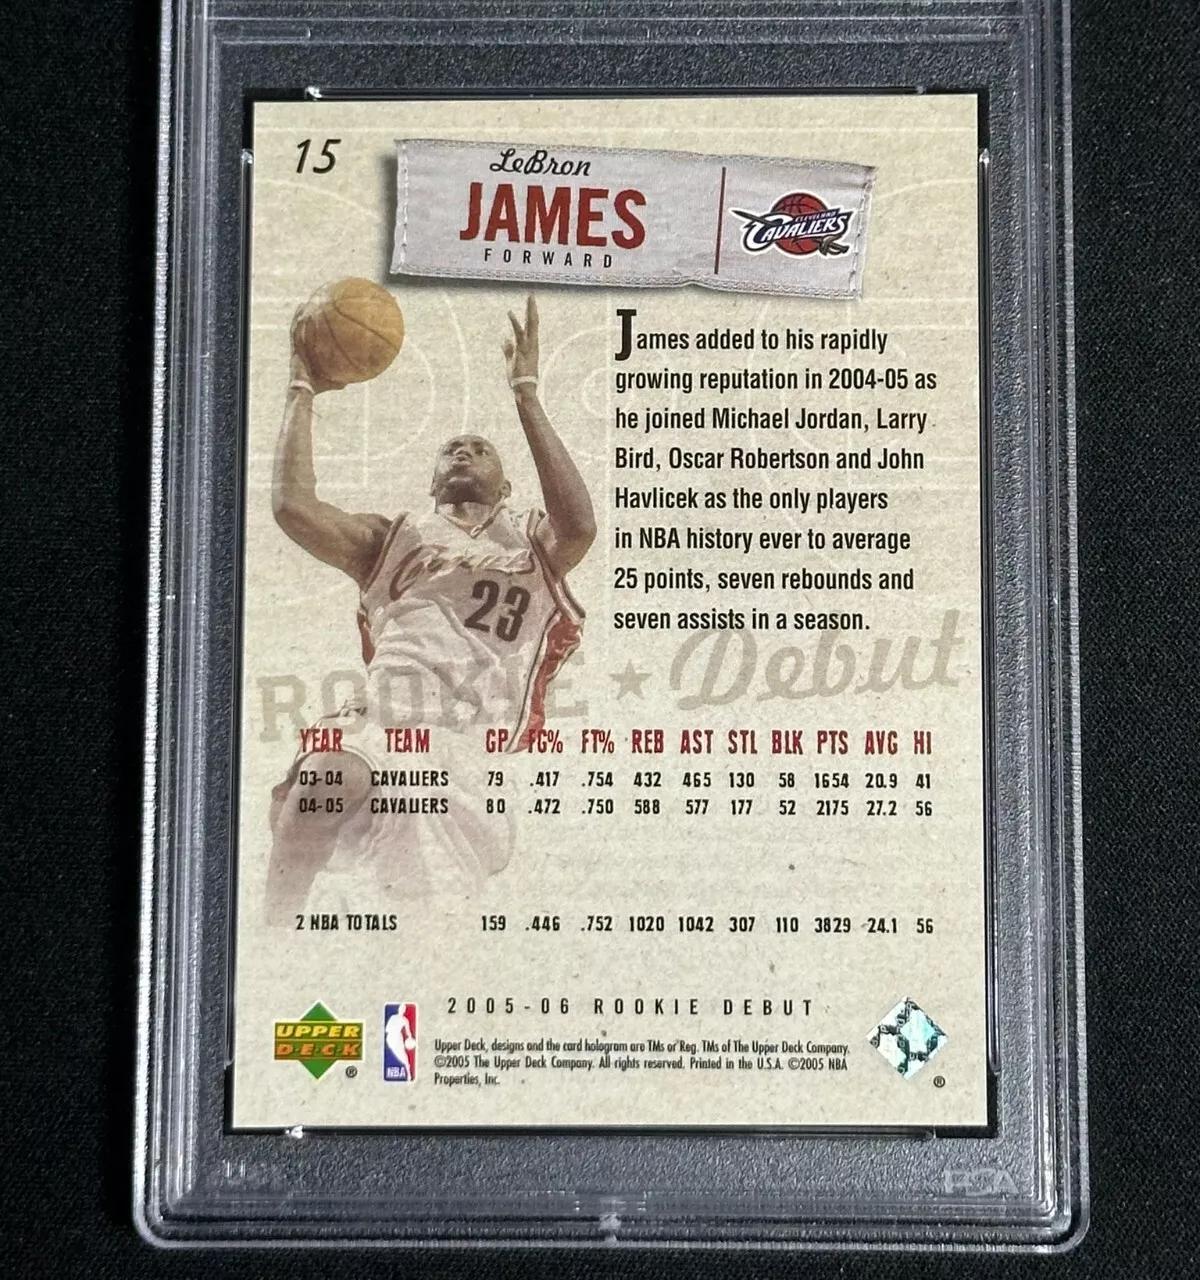 15
LeBron
JAMES
FORWARD
CLEVELAND
CAVALIERS
James added to his rapidly
growing reputation in 2004-05 as
he joined Michael Jordan, Larry
Bird, Oscar Robertson and John
Havlicek as the only players
in NBA history ever to average
25 points, seven rebounds and
seven assists in a season.
23
ROOKIE ★ Debut
YEAR TEAM GP FG% FT% REB AST STL BLK PTS AVG HI
03-04 CAVALIERS 79 .417 .754 432 465 130 58 1654 20.9 41
04-05 CAVALIERS 80 .472 .750 588 577 177 52 2175 27.2 56
2 NBA TOTALS 159 .446 .752 1020 1042 307 110 3829 24.1 56
2005-06 ROOKIE DEBUT
UPPER
DECK
®
NBA
Upper Deck, designs and the card hologram are TMs or Reg. TMs of The Upper Deck Company.
©2005 The Upper Deck Company. All rights reserved. Printed in the U.S.A. ©2005 NBA
Properties, Inc.
®
PSA